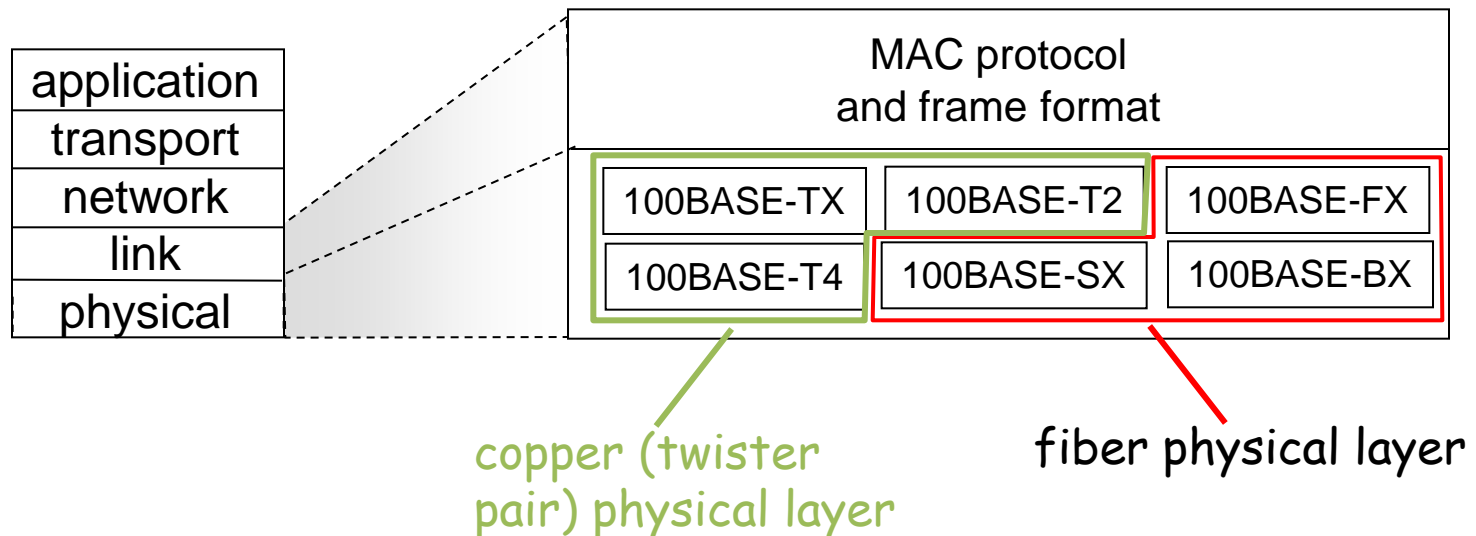 application
transport
network
link
physical
MAC protocol
and frame format
100BASE-TX
100BASE-T2
100BASE-FX
100BASE-T4
100BASE-SX
100BASE-BX
copper (twister
pair) physical layer
fiber physical layer